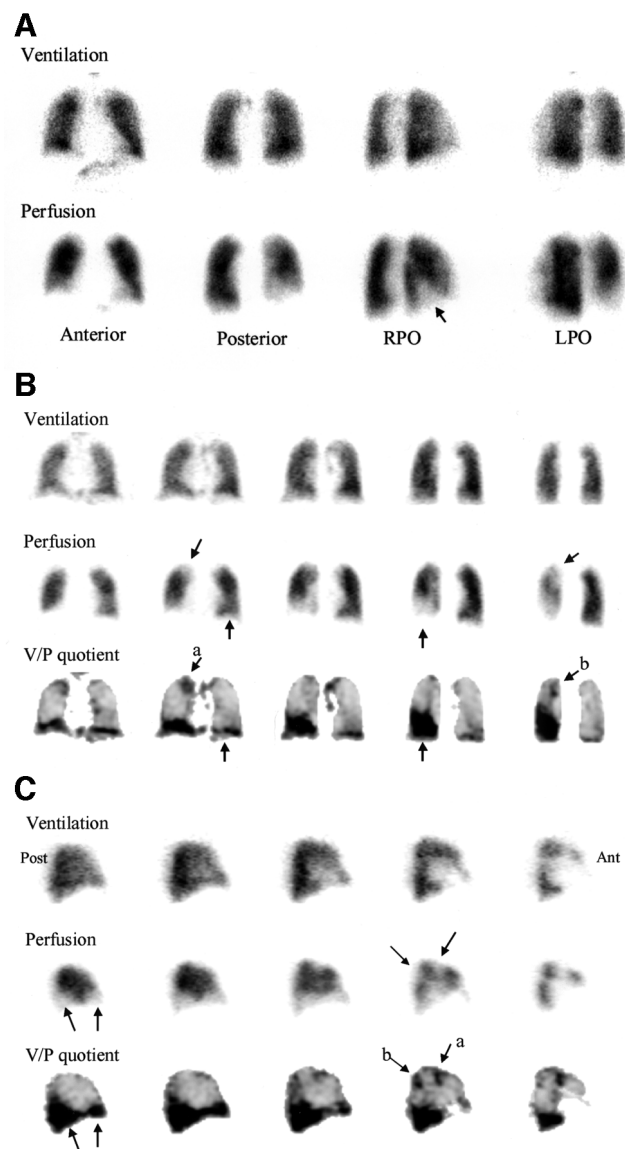 A
Ventilation
Perfusion
Anterior Posterior RPO LPO
B
Ventilation
Perfusion
V/P quotient
a
b
C
Ventilation
Post Ant
Perfusion
V/P quotient
b a